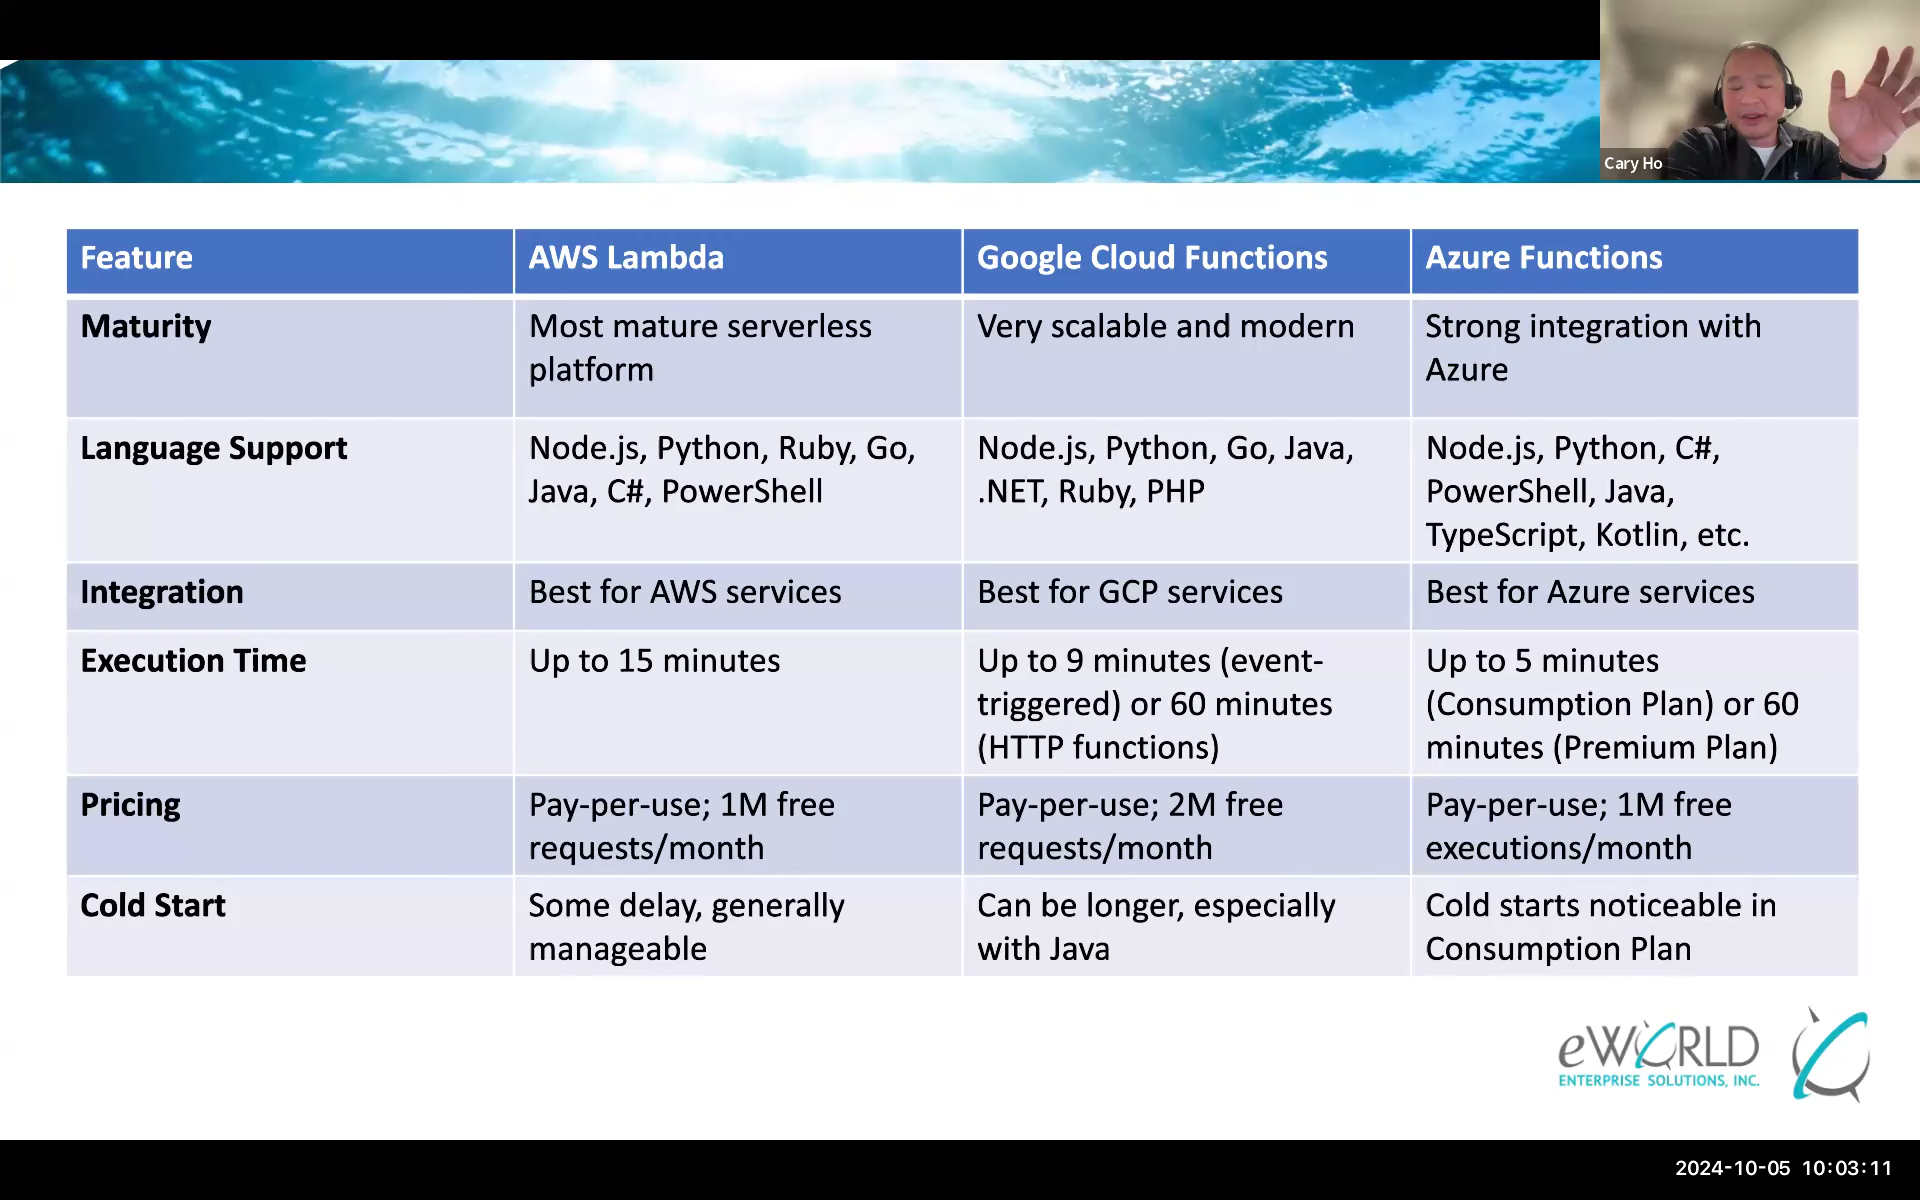 Cary Ho
Feature
AWS Lambda
Google Cloud Functions
Azure Functions
Maturity
Most mature serverless
platform
Very scalable and modern
Strong integration with
Azure
Language Support
Node.js, Python, Ruby, Go,
Java, C#, PowerShell
Node.js, Python, Go, Java,
.NET, Ruby, PHP
Node.js, Python, C#,
PowerShell, Java,
TypeScript, Kotlin, etc.
Integration
Best for AWS services
Best for GCP services
Best for Azure services
Execution Time
Up to 15 minutes
Up to 9 minutes (event-
triggered) or 60 minutes
(HTTP functions)
Up to 5 minutes
(Consumption Plan) or 60
minutes (Premium Plan)
Pricing
Pay-per-use; 1M free
requests/month
Pay-per-use; 2M free
requests/month
Pay-per-use; 1M free
executions/month
Cold Start
Some delay, generally
manageable
Can be longer, especially
with Java
Cold starts noticeable in
Consumption Plan
eWORLD
ENTERPRISE SOLUTIONS, INC.
2024-10-05 10:03:11